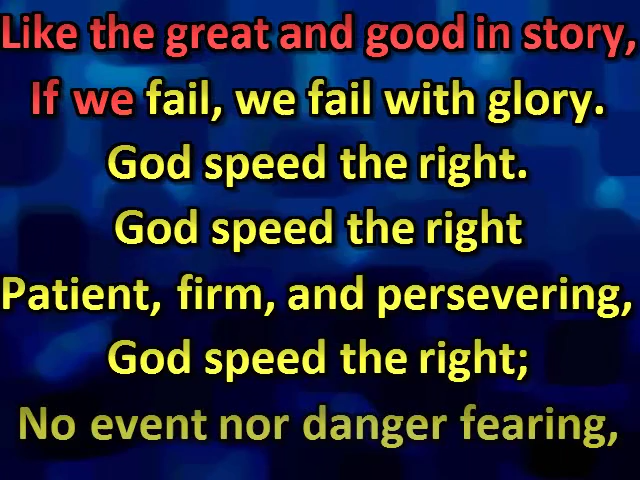 Like the great and good in story,
If we fail, we fail with glory.
God speed the right.
God speed the right
Patient, firm, and persevering,
God speed the right;
No event nor danger fearing,